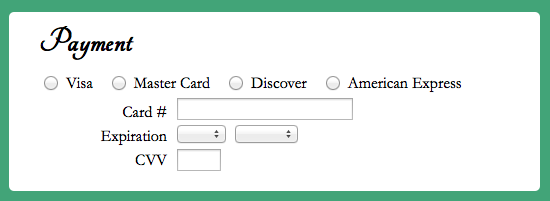 Payment
Visa Master Card Discover American Express
Card #
Expiration
CVV